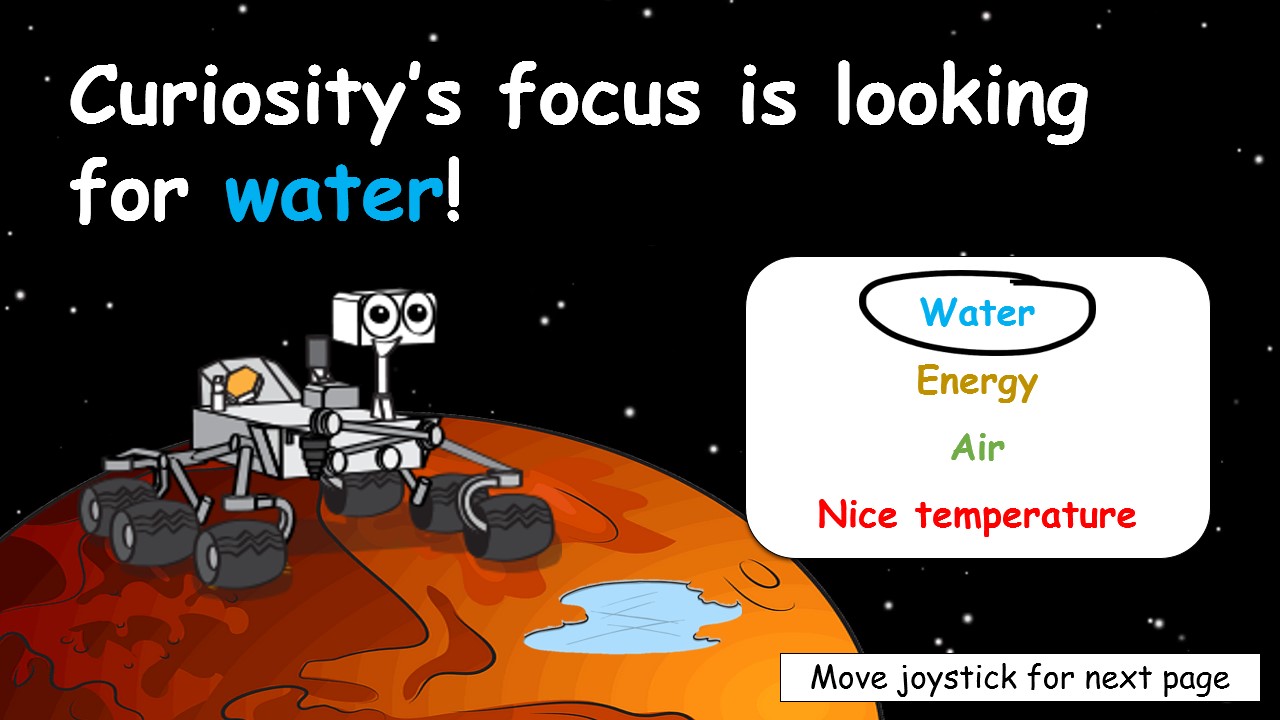 Curiosity's focus is looking
for water!
Water
Energy
Air
Nice temperature
Move joystick for next page